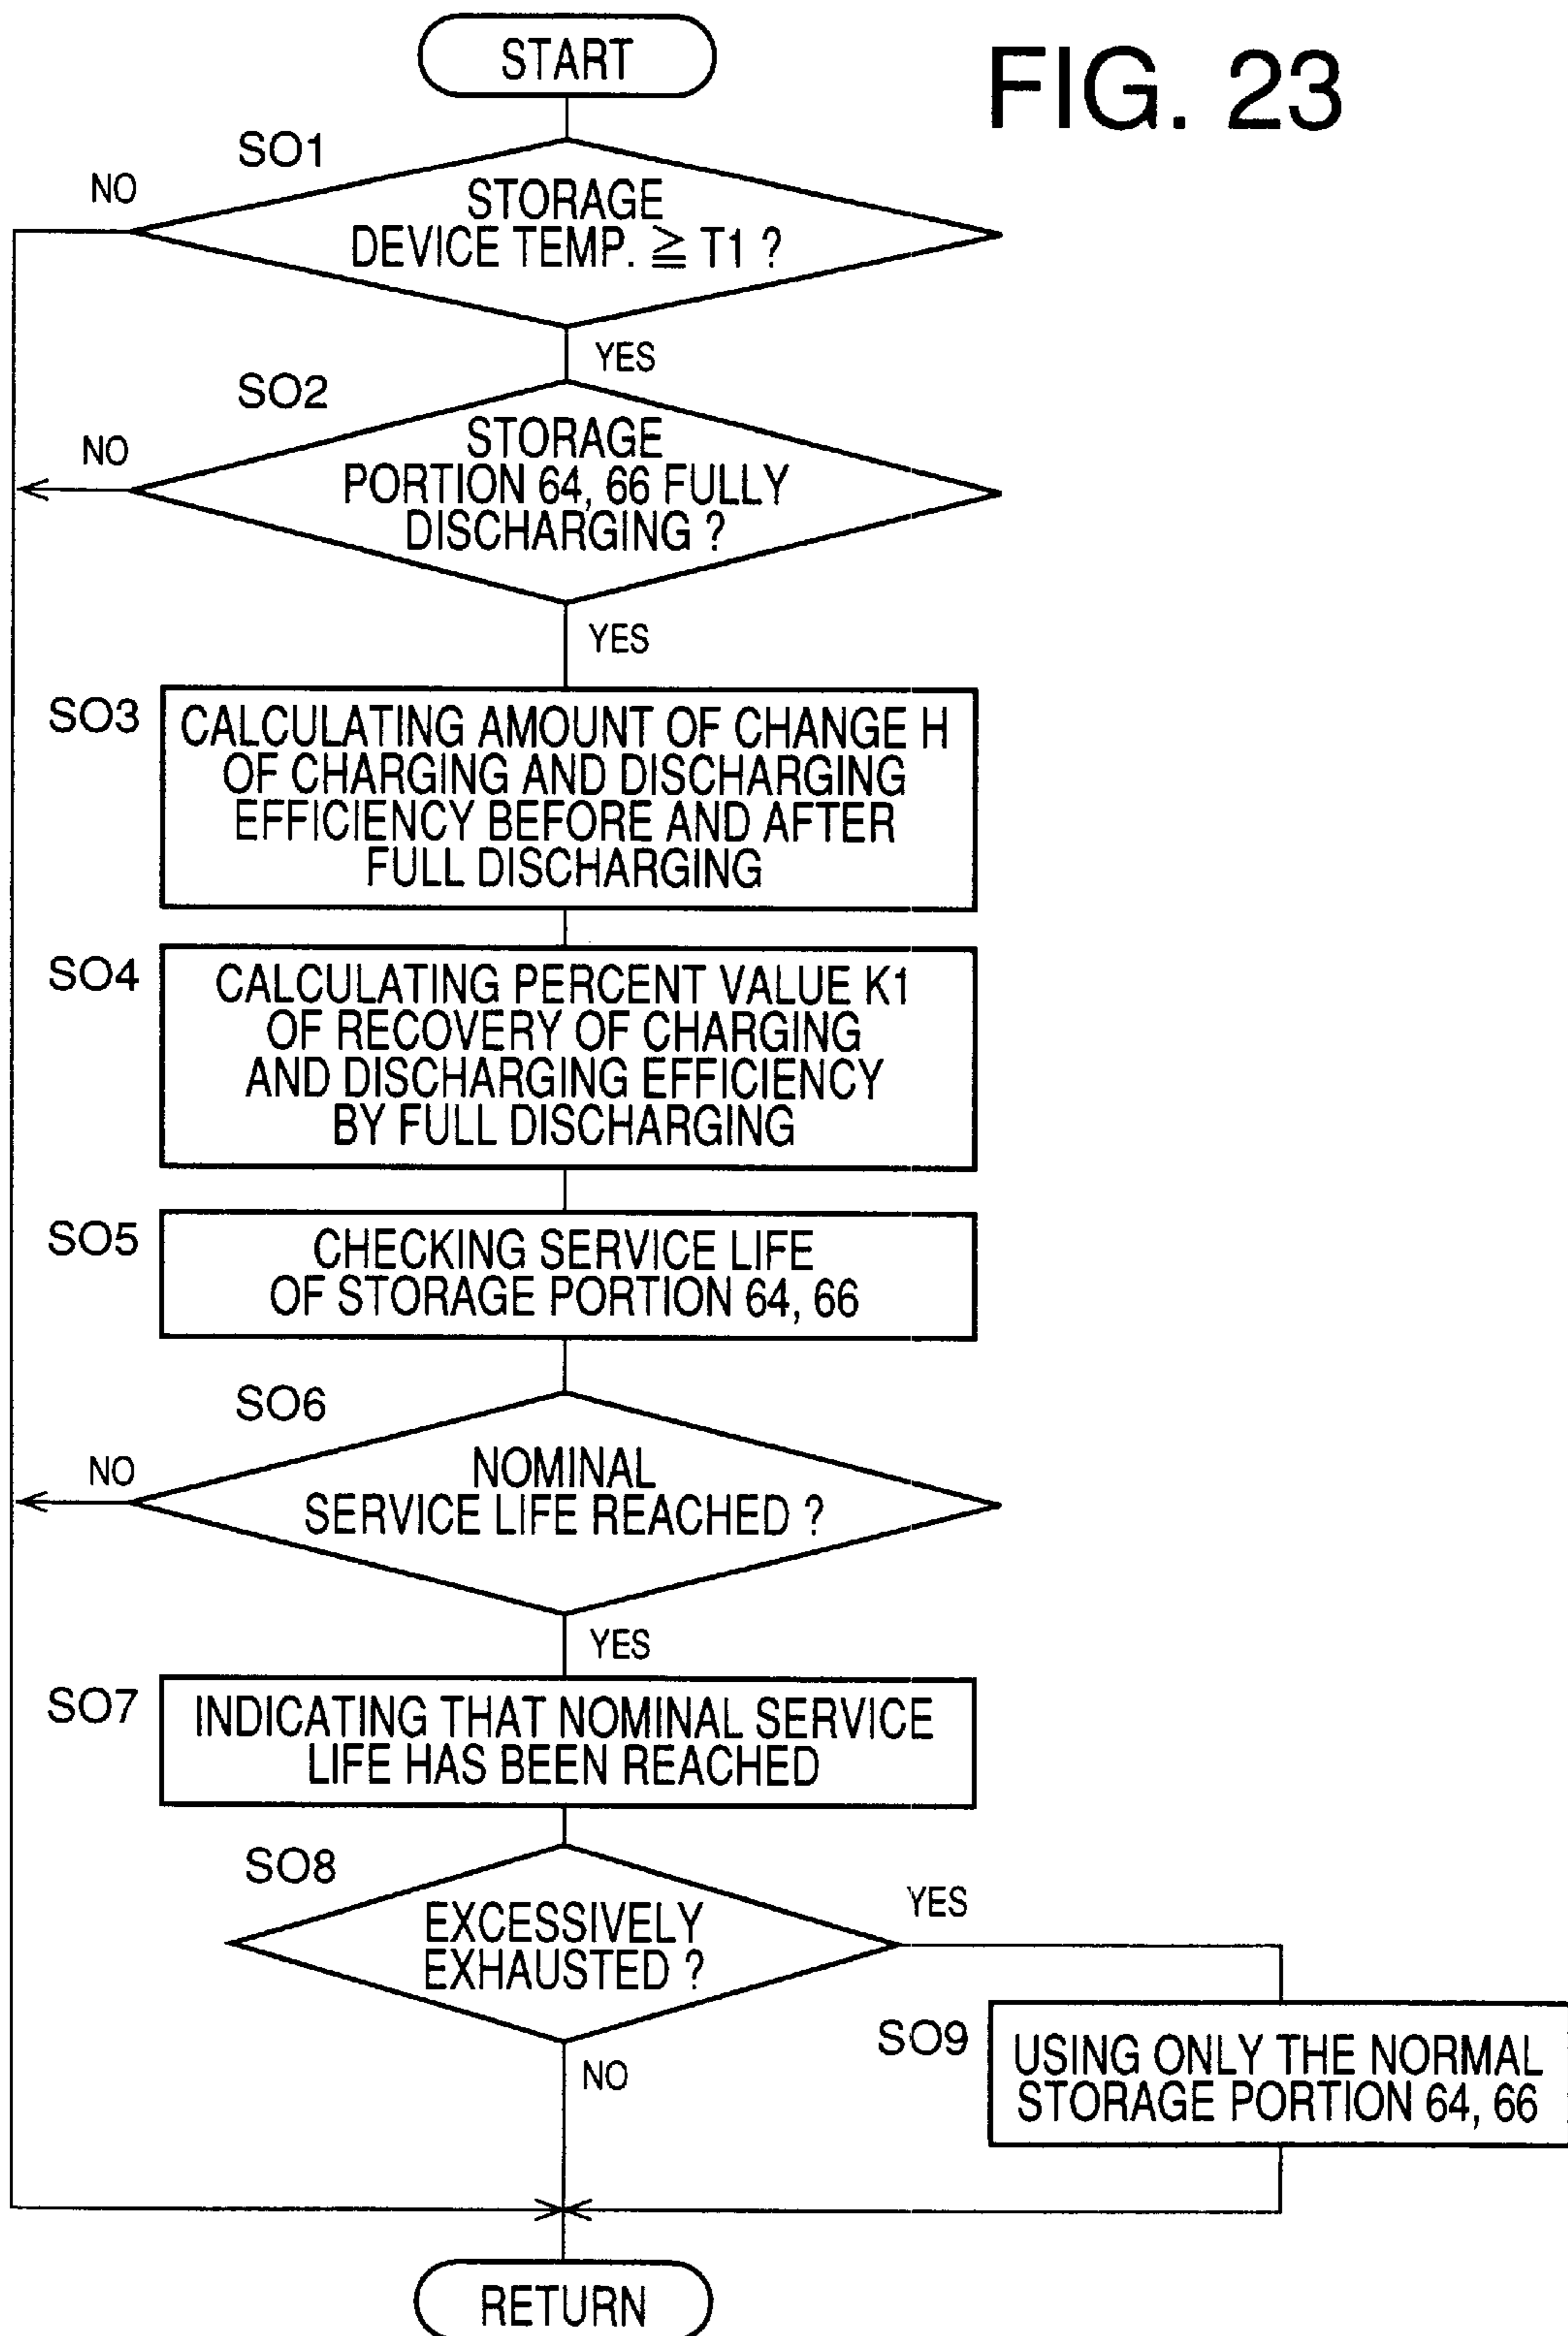 START
FIG. 23
SO1
NO
STORAGE
DEVICE TEMP. ≧ T1 ?
YES
SO2
NO
STORAGE
PORTION 64, 66 FULLY
DISCHARGING ?
YES
SO3
CALCULATING AMOUNT OF CHANGE H
OF CHARGING AND DISCHARGING
EFFICIENCY BEFORE AND AFTER
FULL DISCHARGING
SO4
CALCULATING PERCENT VALUE K1
OF RECOVERY OF CHARGING
AND DISCHARGING EFFICIENCY
BY FULL DISCHARGING
SO5
CHECKING SERVICE LIFE
OF STORAGE PORTION 64, 66
SO6
NO
NOMINAL
SERVICE LIFE REACHED ?
YES
SO7
INDICATING THAT NOMINAL SERVICE
LIFE HAS BEEN REACHED
SO8
EXCESSIVELY
EXHAUSTED ?
YES
NO
SO9
USING ONLY THE NORMAL
STORAGE PORTION 64, 66
RETURN